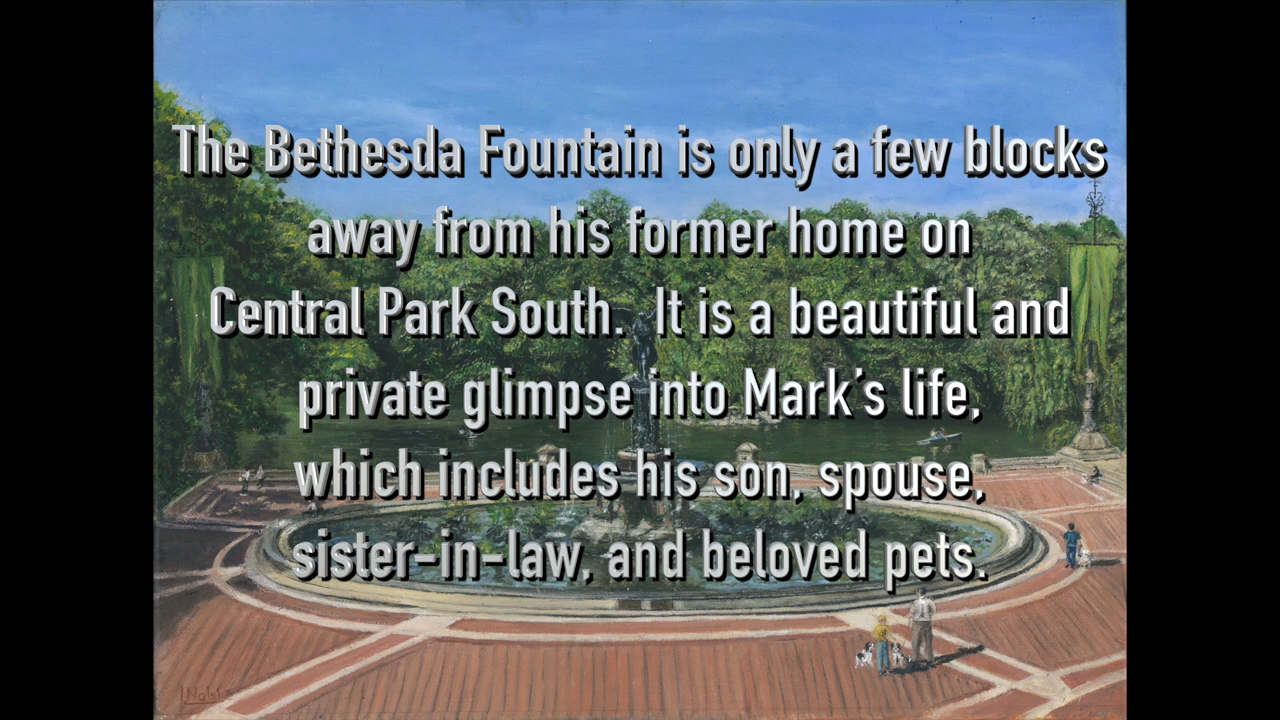 The Bethesda Fountain is only a few blocks
away from his former home on
Central Park South.  It is a beautiful and
private glimpse into Mark's life,
which includes his son, spouse,
sister-in-law, and beloved pets.